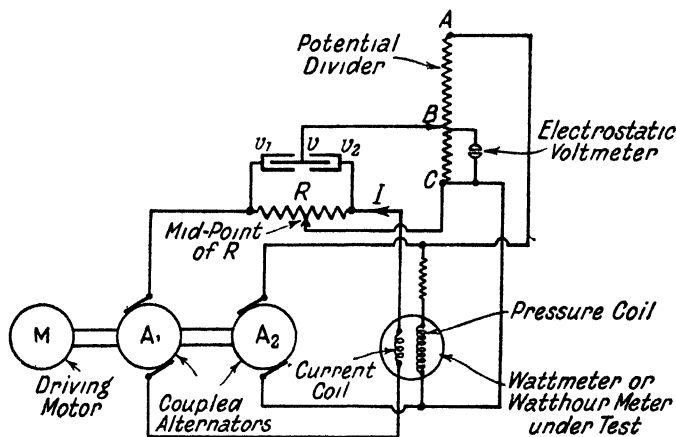 A
Potential
Divider
B
Electrostatic
Voltmeter
v₁ v v₂
C
R
I
Mid-Point
of R
M
A₁
A₂
Pressure Coil
Current
Coil
Driving
Motor
Coupled
Alternators
Wattmeter or
Watthour Meter
under Test